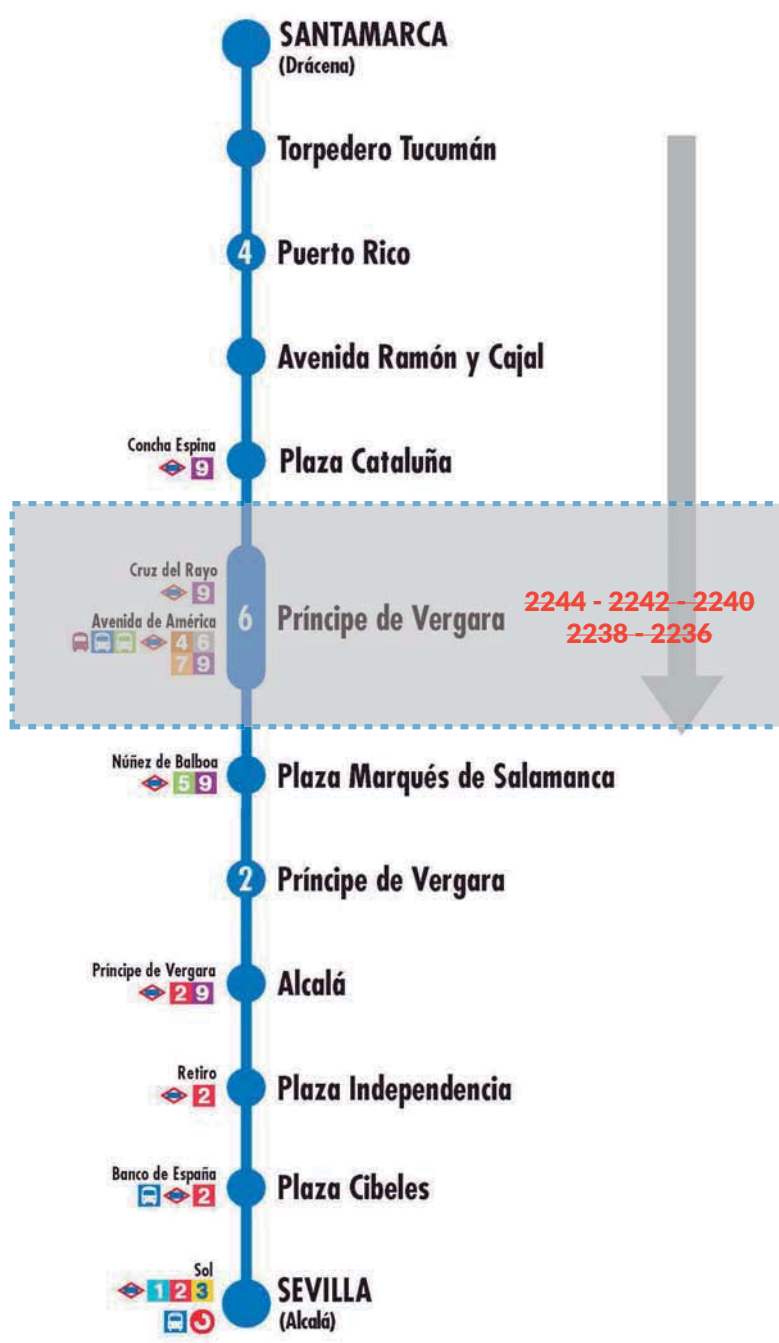 SANTAMARCA
(Drácena)
Torpedero Tucumán
4 Puerto Rico
Avenida Ramón y Cajal
Concha Espina
9
Plaza Cataluña
Cruz del Rayo
9
Avenida de América
4 6
7 9
6 Príncipe de Vergara
2244 - 2242 - 2240
2238 - 2236
Núñez de Balboa
5 9
Plaza Marqués de Salamanca
2 Príncipe de Vergara
Príncipe de Vergara
2 9
Alcalá
Retiro
2
Plaza Independencia
Banco de España
2
Plaza Cibeles
Sol
1 2 3
SEVILLA
(Alcalá)